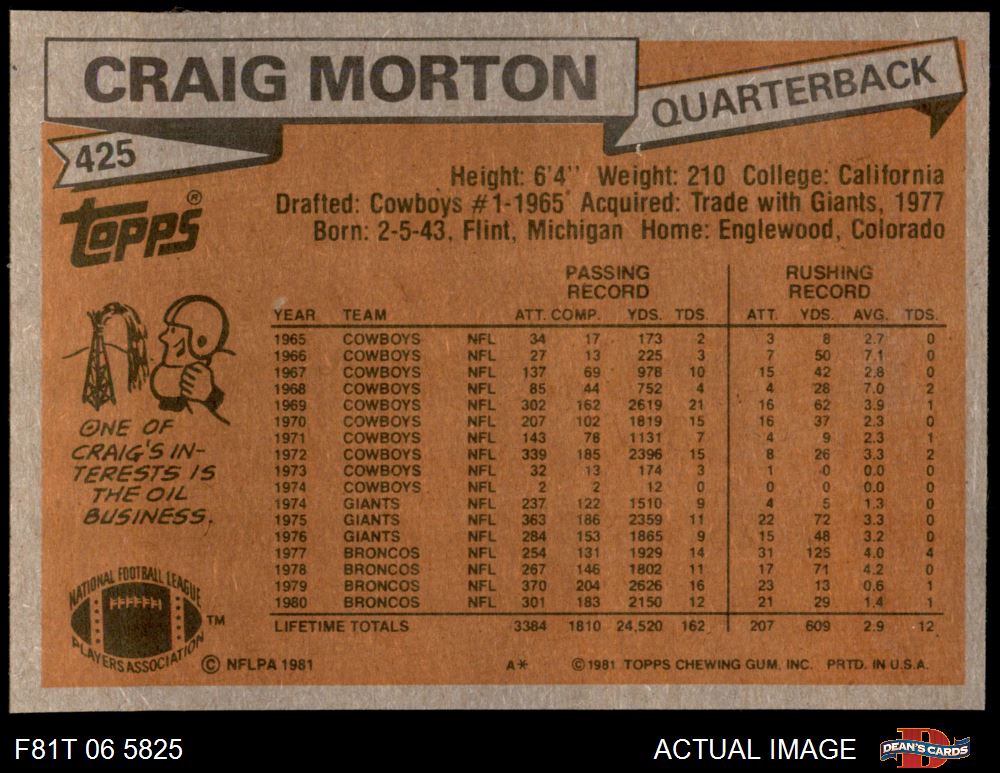 CRAIG MORTON
QUARTERBACK
425
Height: 6'4'' Weight: 210 College: California
Drafted: Cowboys #1-1965 Acquired: Trade with Giants, 1977
Born: 2-5-43, Flint, Michigan Home: Englewood, Colorado
TOPPS®
PASSING RECORD RUSHING RECORD
YEAR TEAM ATT. COMP. YDS. TDS. ATT. YDS. AVG. TDS.
1965 COWBOYS NFL 34 17 173 2 3 8 2.7 0
1966 COWBOYS NFL 27 13 225 3 7 50 7.1 0
1967 COWBOYS NFL 137 69 978 10 15 42 2.8 0
1968 COWBOYS NFL 85 44 752 4 4 28 7.0 2
1969 COWBOYS NFL 302 162 2619 21 16 62 3.9 1
1970 COWBOYS NFL 207 102 1819 15 16 37 2.3 0
1971 COWBOYS NFL 143 78 1131 7 4 9 2.3 1
1972 COWBOYS NFL 339 185 2396 15 8 26 3.3 2
1973 COWBOYS NFL 32 13 174 3 1 0 0.0 0
1974 COWBOYS NFL 2 2 12 0 0 0 0.0 0
1974 GIANTS NFL 237 122 1510 9 4 5 1.3 0
1975 GIANTS NFL 363 186 2359 11 22 72 3.3 0
1976 GIANTS NFL 284 153 1865 9 15 48 3.2 0
1977 BRONCOS NFL 254 131 1929 14 31 125 4.0 4
1978 BRONCOS NFL 267 146 1802 11 17 71 4.2 0
1979 BRONCOS NFL 370 204 2626 16 23 13 0.6 1
1980 BRONCOS NFL 301 183 2150 12 21 29 1.4 1
LIFETIME TOTALS 3384 1810 24,520 162 207 609 2.9 12
ONE OF
CRAIG'S IN-
TERESTS IS
THE OIL
BUSINESS.
NATIONAL FOOTBALL LEAGUE
PLAYERS ASSOCIATION
TM
© NFLPA 1981 A* © 1981 TOPPS CHEWING GUM, INC. PRTD. IN U.S.A.
F81T 06 5825 ACTUAL IMAGE
DEAN'S CARDS